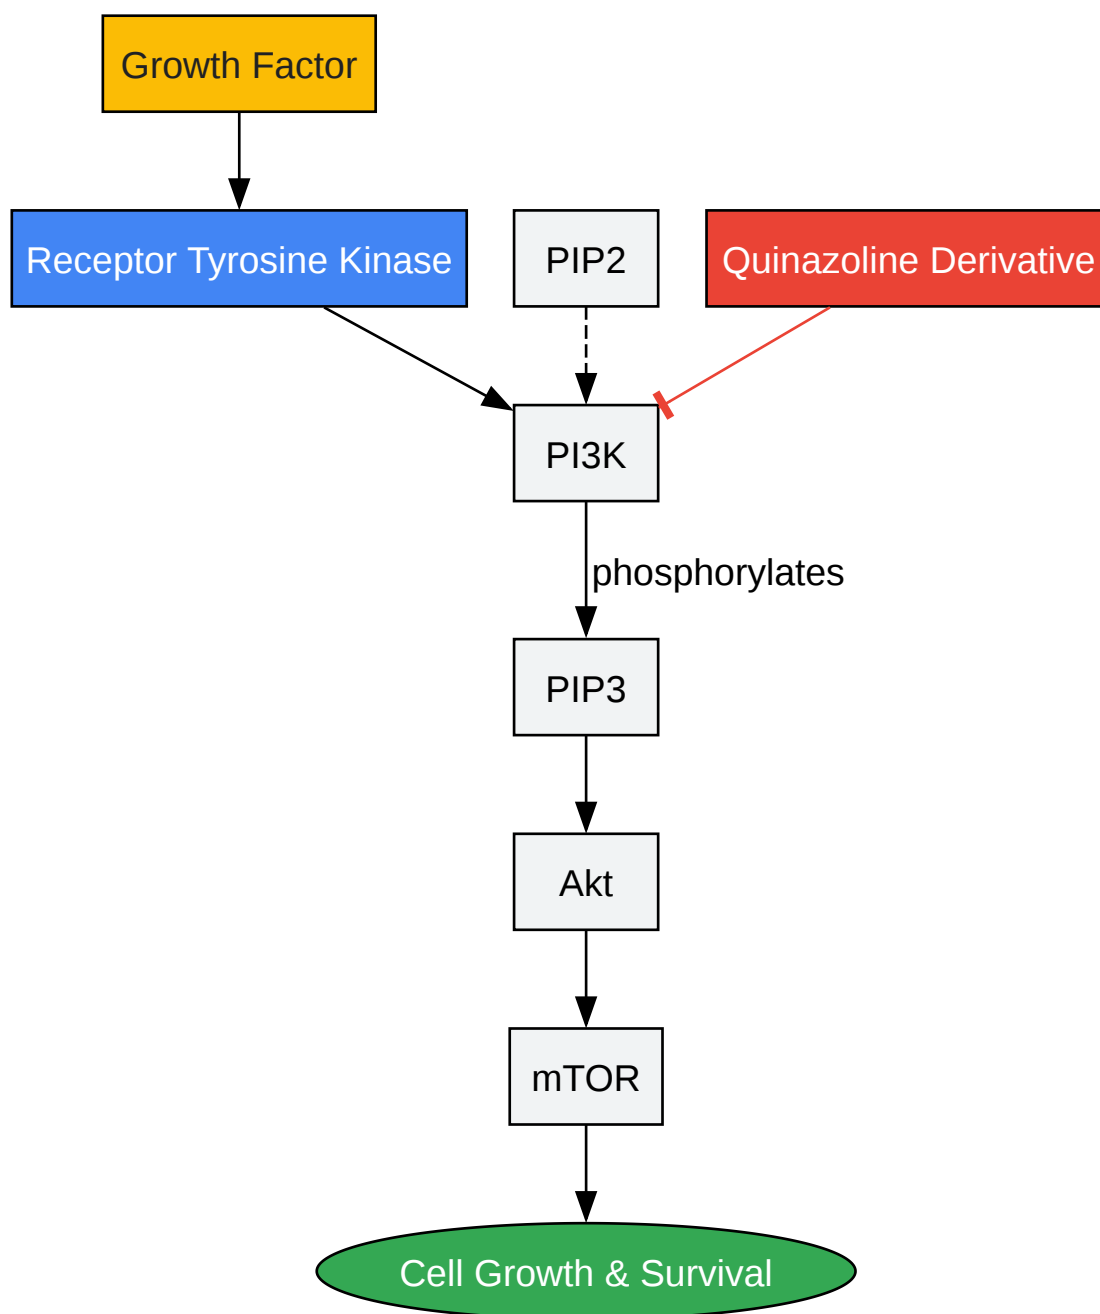 Growth Factor
Receptor Tyrosine Kinase
PIP2
Quinazoline Derivative
PI3K
phosphorylates
PIP3
Akt
mTOR
Cell Growth & Survival